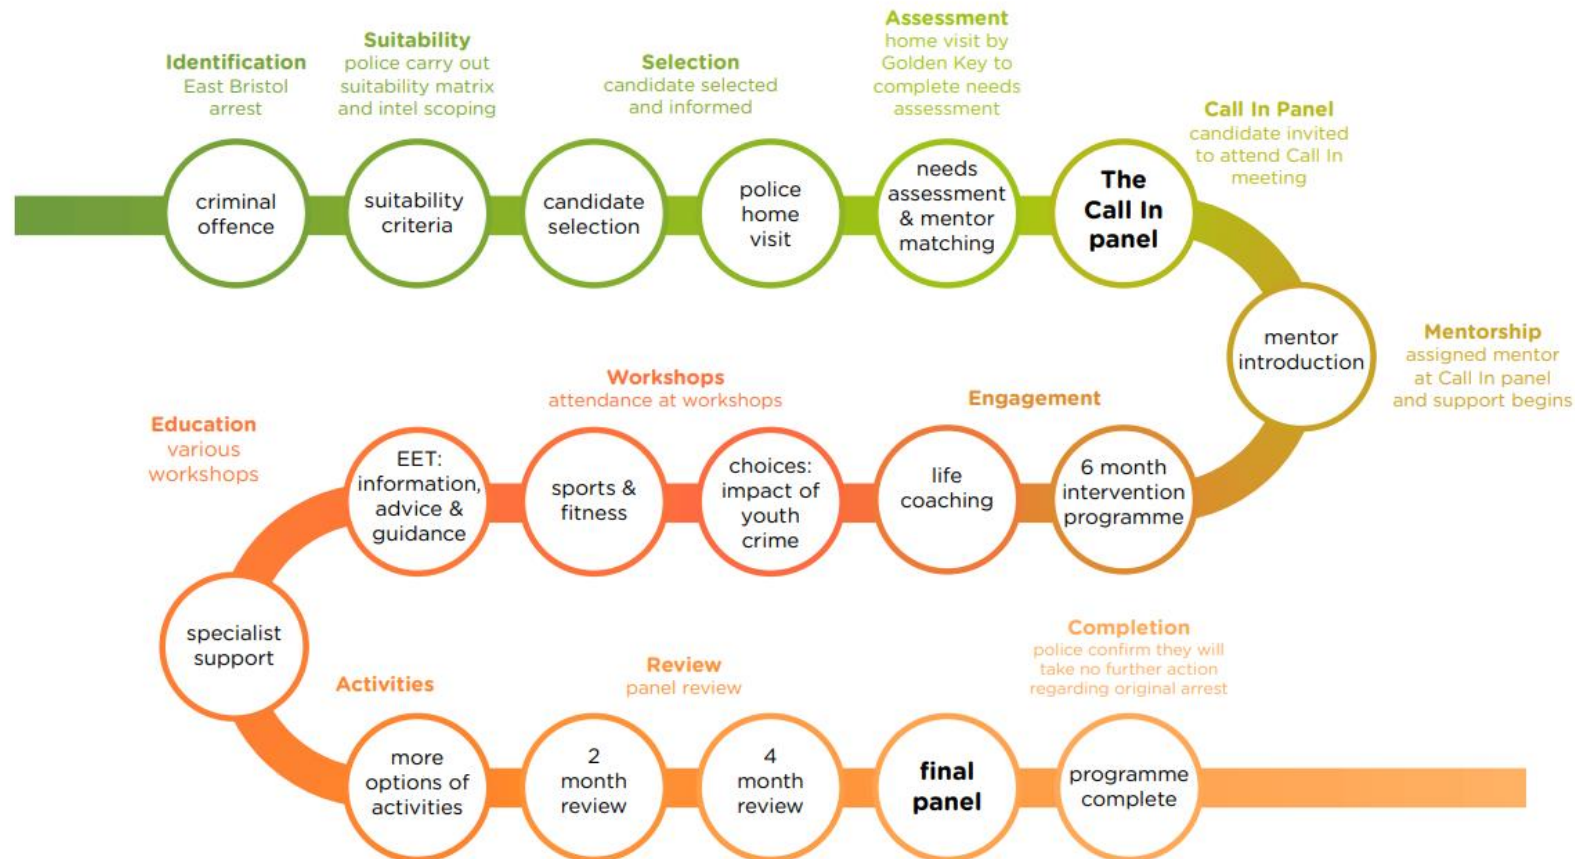 Identification
East Bristol
arrest
Suitability
police carry out
suitability matrix
and intel scoping
Selection
candidate selected
and informed
Assessment
home visit by
Golden Key to
complete needs
assessment
Call In Panel
candidate invited
to attend Call In
meeting
criminal
offence
suitability
criteria
candidate
selection
police
home
visit
needs
assessment
& mentor
matching
The
Call In
panel
mentor
introduction
Mentorship
assigned mentor
at Call In panel
and support begins
Engagement
6 month
intervention
programme
life
coaching
Workshops
attendance at workshops
choices:
impact of
youth
crime
sports &
fitness
EET:
information,
advice &
guidance
Education
various
workshops
specialist
support
Activities
more
options of
activities
Review
panel review
2
month
review
4
month
review
final
panel
Completion
police confirm they will
take no further action
regarding original arrest
programme
complete